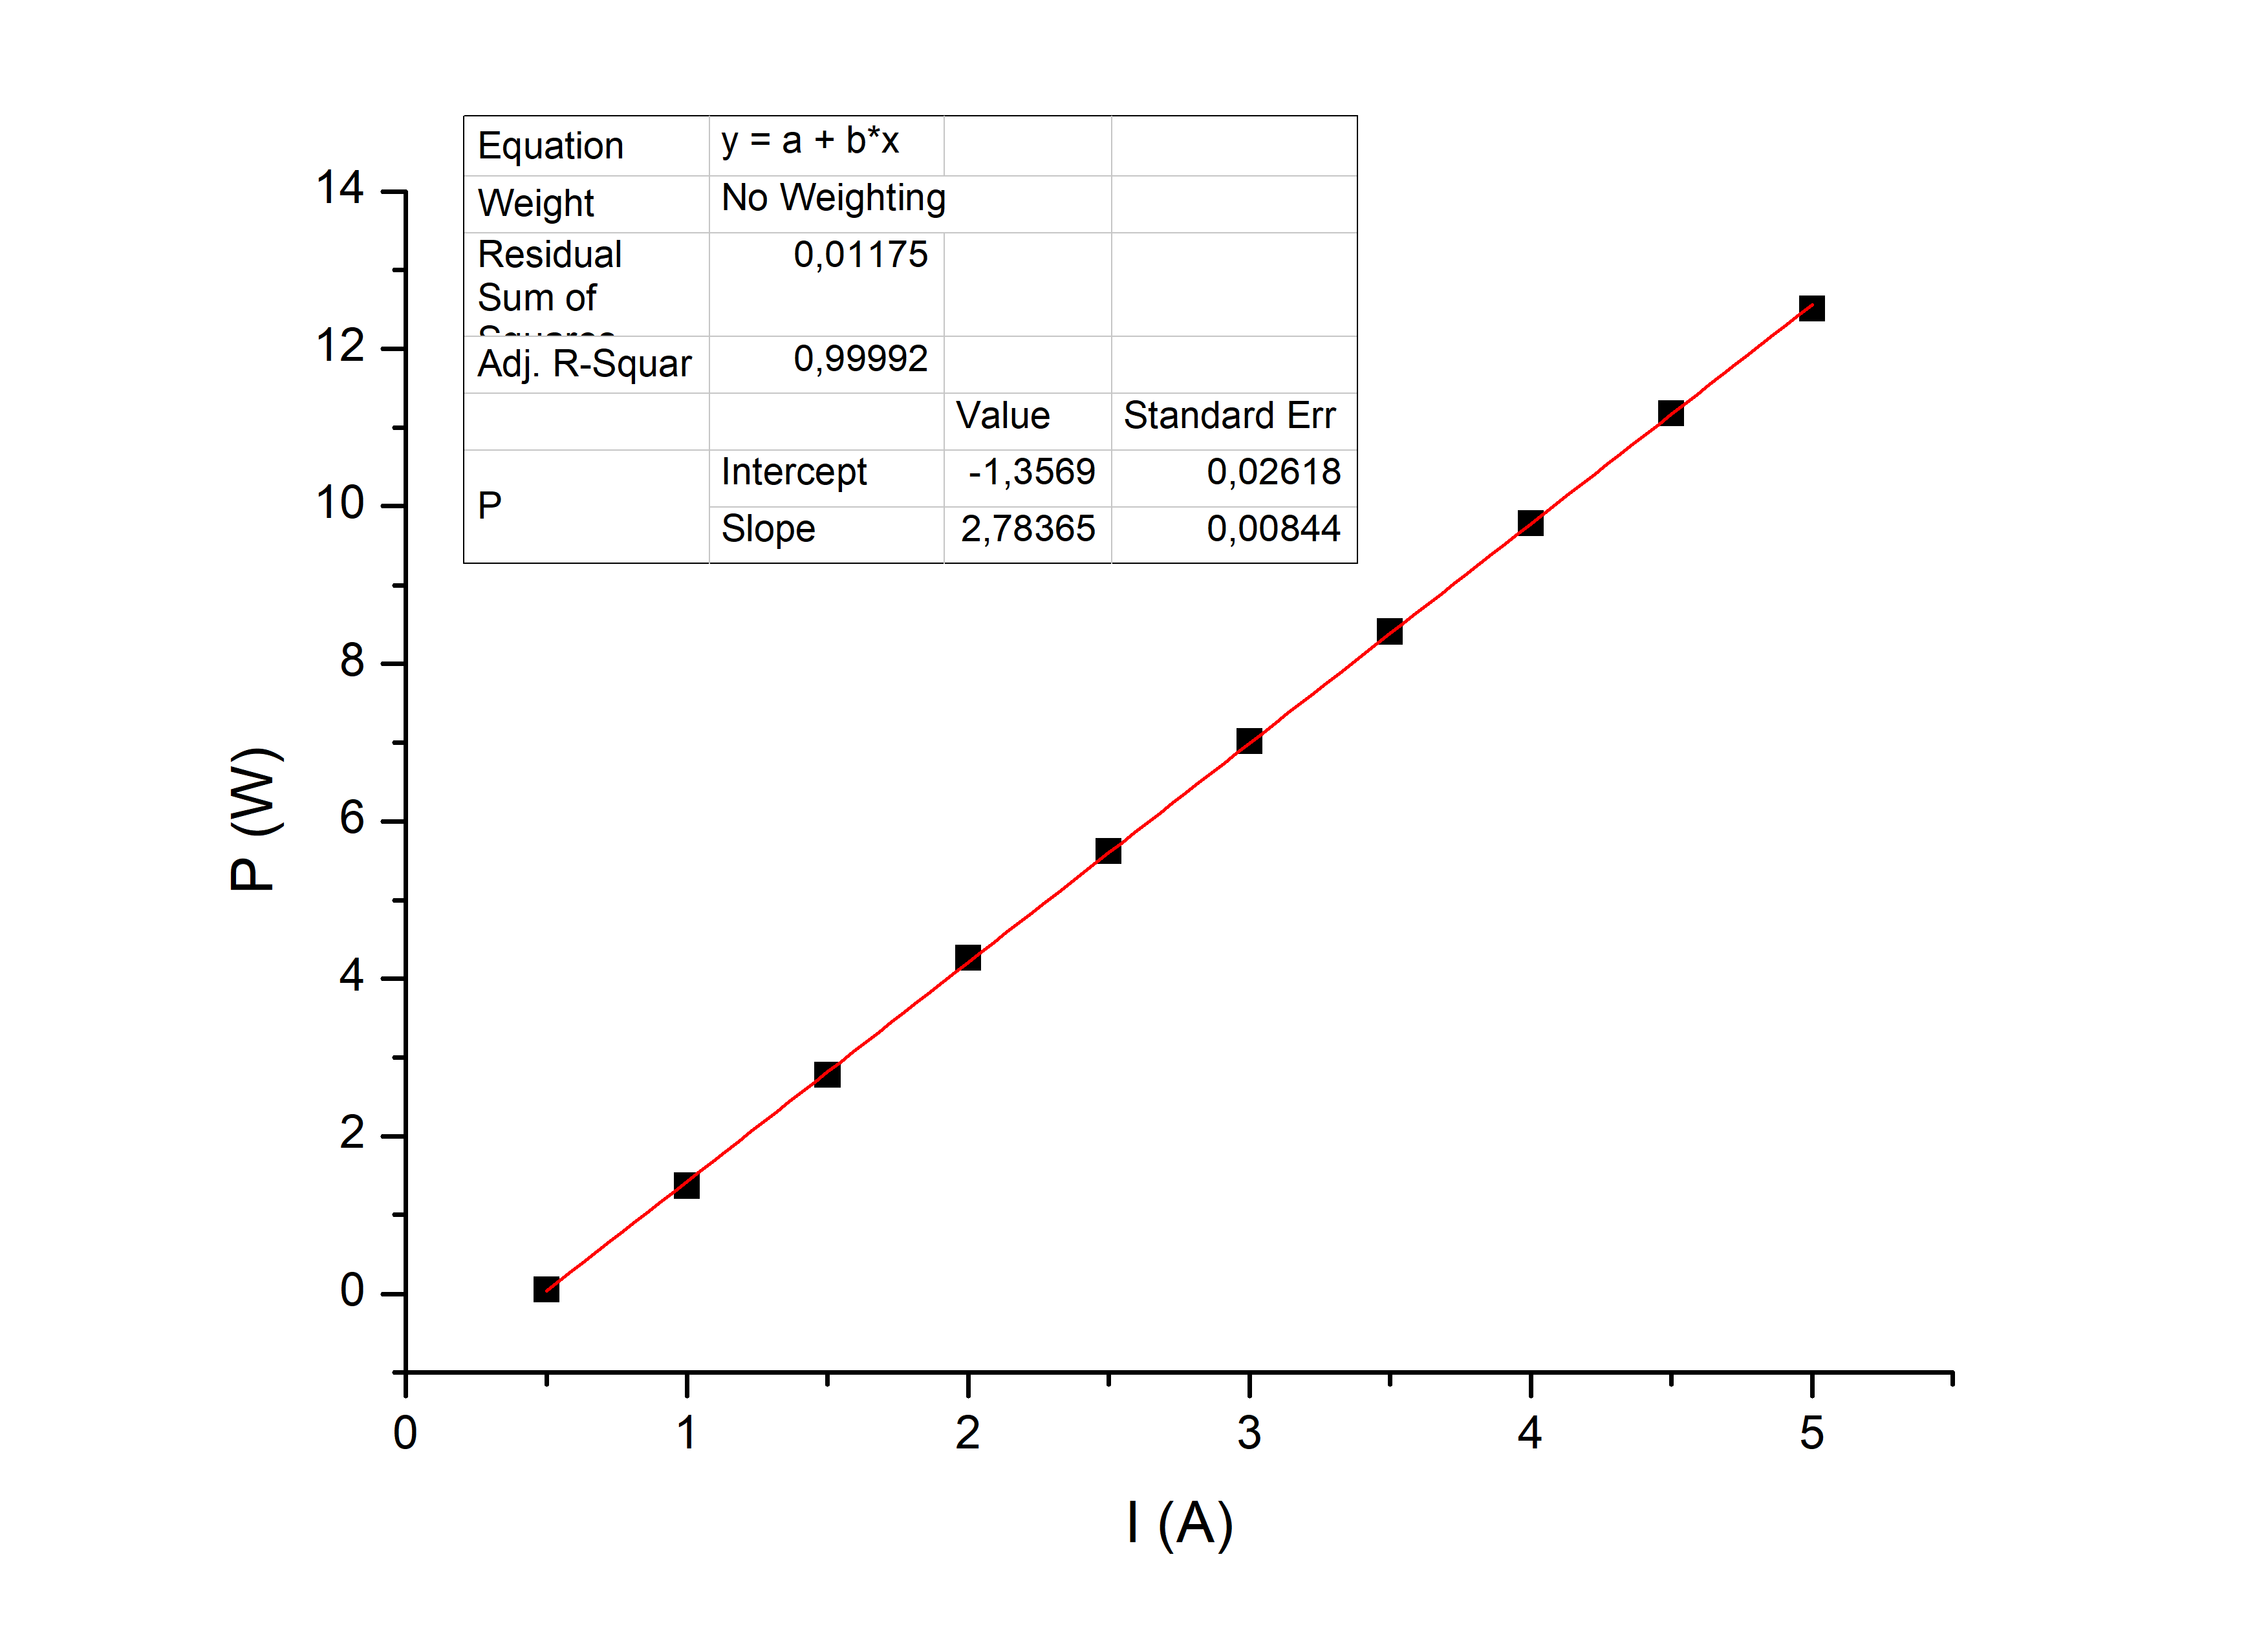 Equation y = a + b*x
Weight No Weighting
Residual 0,01175
Sum of
Adj. R-Squar 0,99992
Value Standard Err
P
Intercept -1,3569 0,02618
Slope 2,78365 0,00844
14
12
10
8
6
4
2
0
P (W)
0 1 2 3 4 5
I (A)